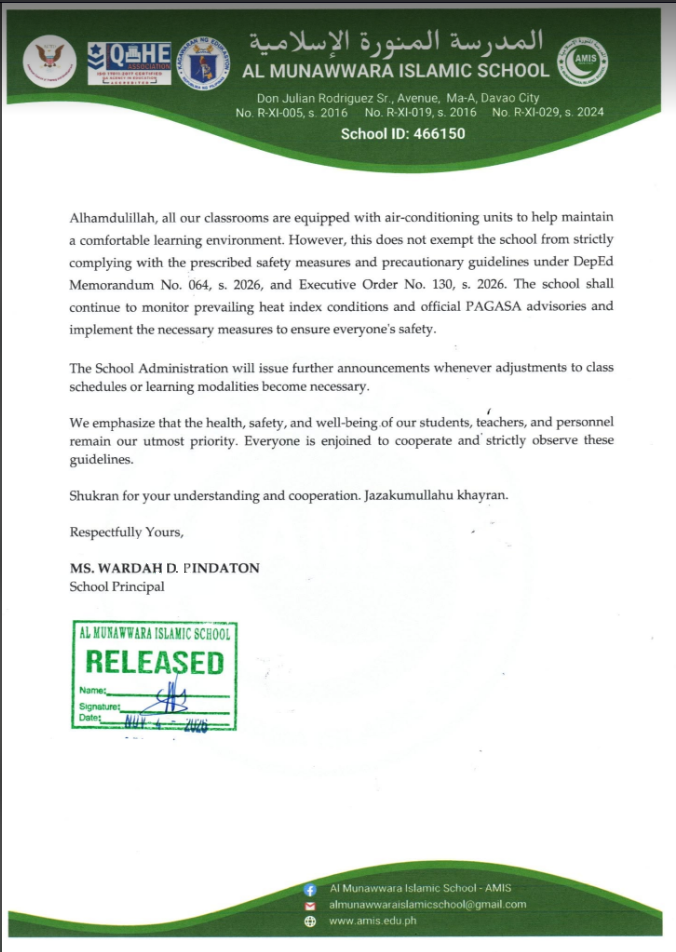 المدرسة المنورة الإسلامية
AL MUNAWWARA ISLAMIC SCHOOL
Don Julian Rodriguez Sr., Avenue, Ma-A, Davao City
No. R-XI-005, s. 2016 No. R-XI-019, s. 2016 No. R-XI-029, s. 2024
School ID: 466150
AMIS
Alhamdulillah, all our classrooms are equipped with air-conditioning units to help maintain
a comfortable learning environment. However, this does not exempt the school from strictly
complying with the prescribed safety measures and precautionary guidelines under DepEd
Memorandum No. 064, s. 2026, and Executive Order No. 130, s. 2026. The school shall
continue to monitor prevailing heat index conditions and official PAGASA advisories and
implement the necessary measures to ensure everyone's safety.
The School Administration will issue further announcements whenever adjustments to class
schedules or learning modalities become necessary.
We emphasize that the health, safety, and well-being of our students, teachers, and personnel
remain our utmost priority. Everyone is enjoined to cooperate and strictly observe these
guidelines.
Shukran for your understanding and cooperation. Jazakumullahu khayran.
Respectfully Yours,
MS. WARDAH D. PINDATON
School Principal
AL MUNAWWARA ISLAMIC SCHOOL
RELEASED
Name:
Signature:
Date:
Al Munawwara Islamic School - AMIS
almunawwaraislamicschool@gmail.com
www.amis.edu.ph